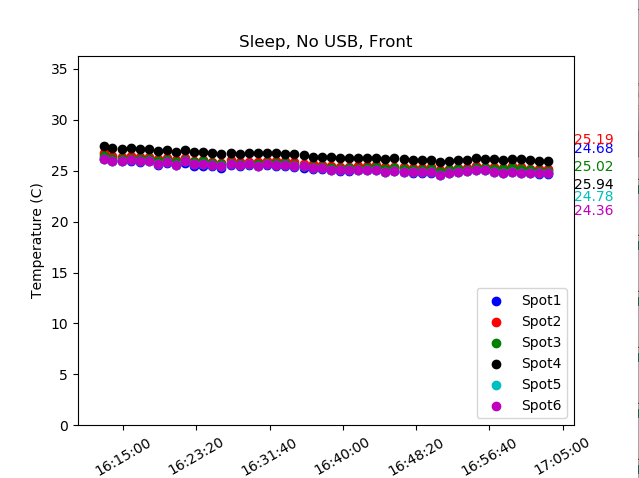 Sleep, No USB, Front
Temperature (C)
35
30
25
20
15
10
5
0
25.19
24.68
25.02
25.94
24.78
24.36
Spot1
Spot2
Spot3
Spot4
Spot5
Spot6
16:15:00
16:23:20
16:31:40
16:40:00
16:48:20
16:56:40
17:05:00